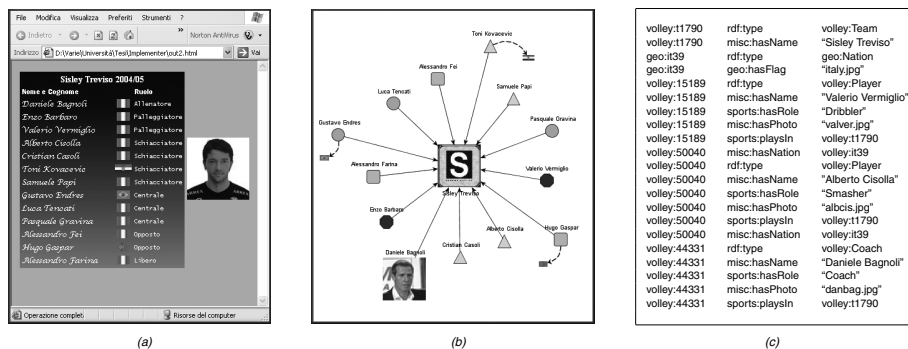 File Modifica Visualizza Preferiti Strumenti ?
Indietro Norton AntiVirus
Indirizzo D:\Varie\Università\Tesi\Implementer\out2.html Vai
Sisley Treviso 2004/05
Nome e Cognome Ruolo
Daniele Bagnoli Allenatore
Enzo Barbaro Palleggiatore
Valerio Vermiglio Palleggiatore
Alberto Cisolla Schiacciatore
Cristian Casoli Schiacciatore
Toni Kovacevic Schiacciatore
Samuele Papi Schiacciatore
Gustavo Endres Centrale
Luca Tencati Centrale
Pasquale Gravina Centrale
Alessandro Fei Opposto
Hugo Gaspar Opposto
Alessandro Farina Libero
Operazione completi Risorse del computer
(a)
Toni Kovacevic
Alessandro Fei
Samuele Papi
Luca Tencati
Pasquale Gravina
Gustavo Endres
S
Alessandro Farina
Valerio Vermiglio
Sisley Treviso
Enzo Barbaro
Hugo Gaspar
Alberto Cisolla
Cristian Casoli
Daniele Bagnoli
(b)
volley:t1790 rdf:type volley:Team
volley:t1790 misc:hasName “Sisley Treviso”
geo:it39 rdf:type geo:Nation
geo:it39 geo:hasFlag “italy.jpg”
volley:15189 rdf:type volley:Player
volley:15189 misc:hasName “Valerio Vermiglio”
volley:15189 sports:hasRole “Dribbler”
volley:15189 misc:hasPhoto “valver.jpg”
volley:15189 sports:playsIn volley:t1790
volley:50040 misc:hasNation volley:it39
volley:50040 rdf:type volley:Player
volley:50040 misc:hasName “Alberto Cisolla”
volley:50040 sports:hasRole “Smasher”
volley:50040 misc:hasPhoto “albcis.jpg”
volley:50040 sports:playsIn volley:t1790
volley:50040 misc:hasNation volley:it39
volley:44331 rdf:type volley:Coach
volley:44331 misc:hasName “Daniele Bagnoli”
volley:44331 sports:hasRole “Coach”
volley:44331 misc:hasPhoto “danbag.jpg”
volley:44331 sports:playsIn volley:t1790
(c)